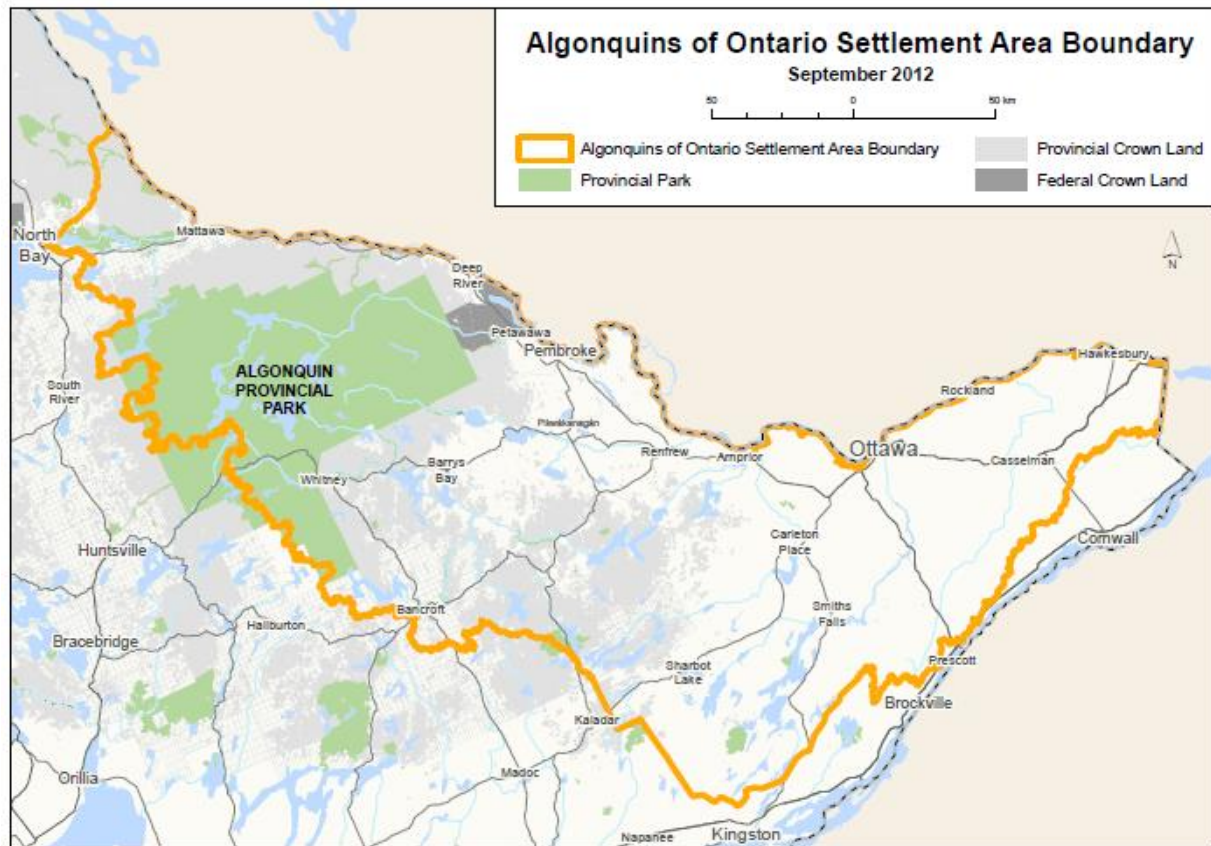 Algonquins of Ontario Settlement Area Boundary
September 2012
50 0 50 km
Algonquins of Ontario Settlement Area Boundary
Provincial Crown Land
Provincial Park
Federal Crown Land
North
Bay
Mattawa
N
Deep
River
Petawawa
Pembroke
Hawkesbury
ALGONQUIN
PROVINCIAL
PARK
South
River
Rockland
Pikwakanagan
Ottawa
Renfrew
Arnprior
Casselman
Barrys
Bay
Whitney
Carleton
Place
Cornwall
Huntsville
Bancroft
Smiths
Falls
Haliburton
Bracebridge
Sharbot
Lake
Prescott
Brockville
Kaladar
Madoc
Orillia
Napanee
Kingston